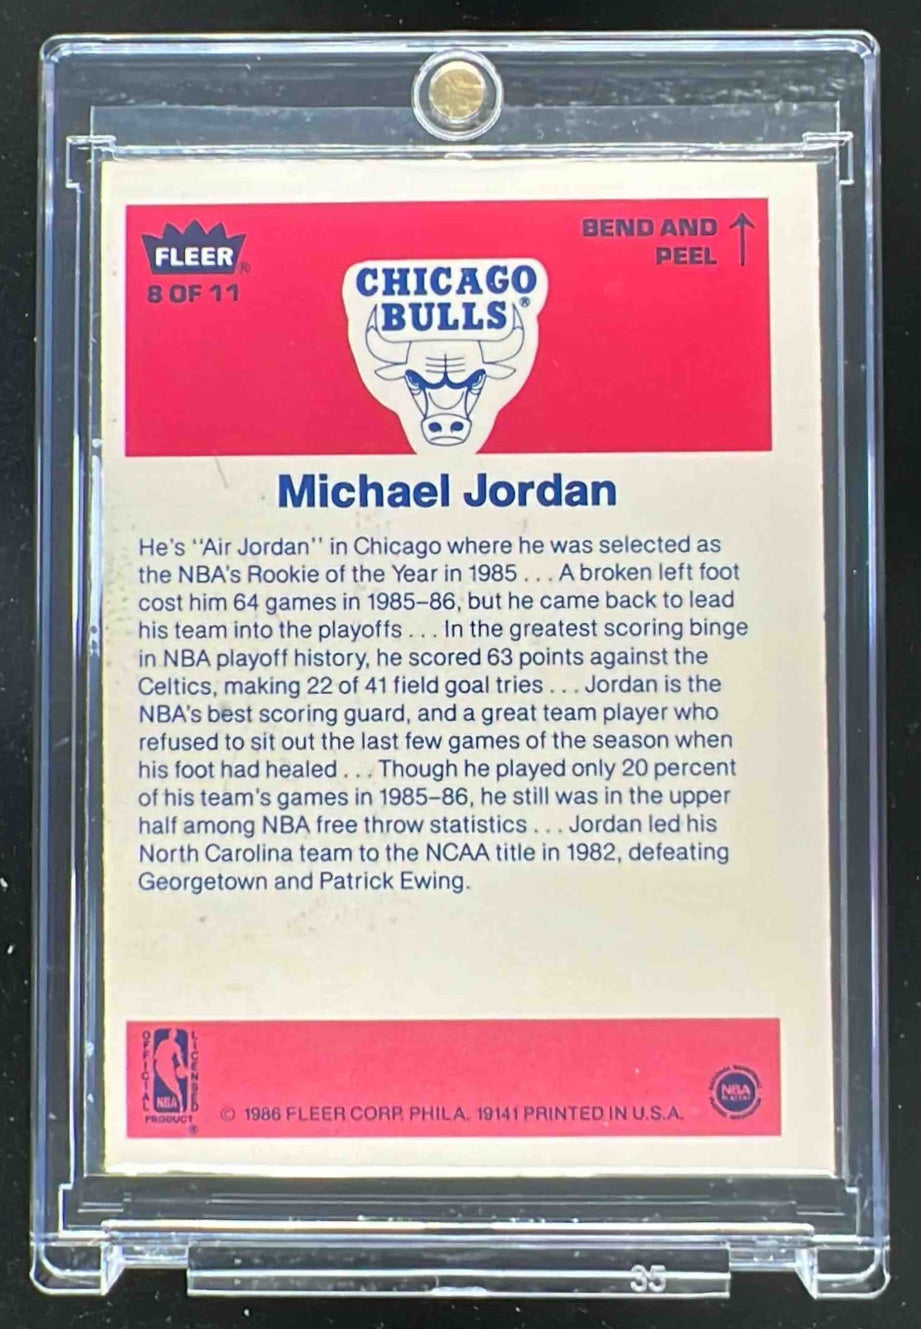 FLEER®
8 OF 11
BEND AND
PEEL
CHICAGO
BULLS®
Michael Jordan
He's "Air Jordan" in Chicago where he was selected as
the NBA's Rookie of the Year in 1985 . . . A broken left foot
cost him 64 games in 1985–86, but he came back to lead
his team into the playoffs . . . In the greatest scoring binge
in NBA playoff history, he scored 63 points against the
Celtics, making 22 of 41 field goal tries . . . Jordan is the
NBA's best scoring guard, and a great team player who
refused to sit out the last few games of the season when
his foot had healed . . . Though he played only 20 percent
of his team's games in 1985–86, he still was in the upper
half among NBA free throw statistics . . . Jordan led his
North Carolina team to the NCAA title in 1982, defeating
Georgetown and Patrick Ewing.
OFFICIAL
LICENSED
NBA
PRODUCT
®
© 1986 FLEER CORP. PHILA. 19141 PRINTED IN U.S.A.
NBA
PLAYERS
35